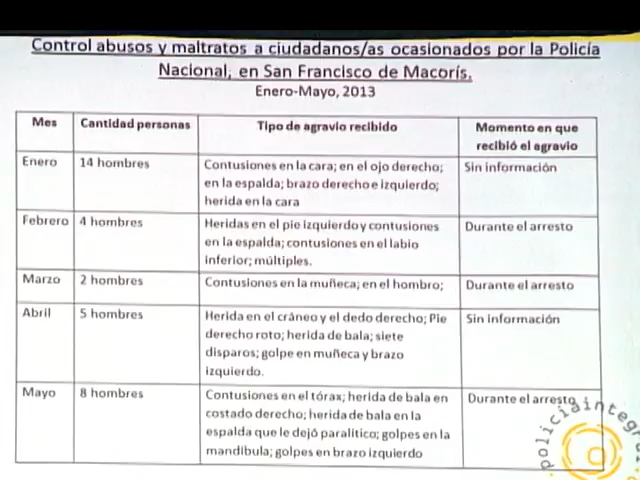 Control abusos y maltratos a ciudadanos/as ocasionados por la Policía
Nacional, en San Francisco de Macorís.
Enero-Mayo, 2013
Mes
Cantidad personas
Tipo de agravio recibido
Momento en que
recibió el agravio
Enero
14 hombres
Contusiones en la cara; en el ojo derecho;
en la espalda; brazo derecho e izquierdo;
herida en la cara
Sin información
Febrero
4 hombres
Heridas en el pie izquierdo y contusiones
en la espalda; contusiones en el labio
inferior; múltiples.
Durante el arresto
Marzo
2 hombres
Contusiones en la muñeca; en el hombro;
Durante el arresto
Abril
5 hombres
Herida en el cráneo y el dedo derecho; Pie
derecho roto; herida de bala; siete
disparos; golpe en muñeca y brazo
izquierdo.
Sin información
Mayo
8 hombres
Contusiones en el tórax; herida de bala en
costado derecho; herida de bala en la
espalda que le dejó paralítico; golpes en la
mandibula; golpes en brazo izquierdo
Durante el arresto
policiaintegr